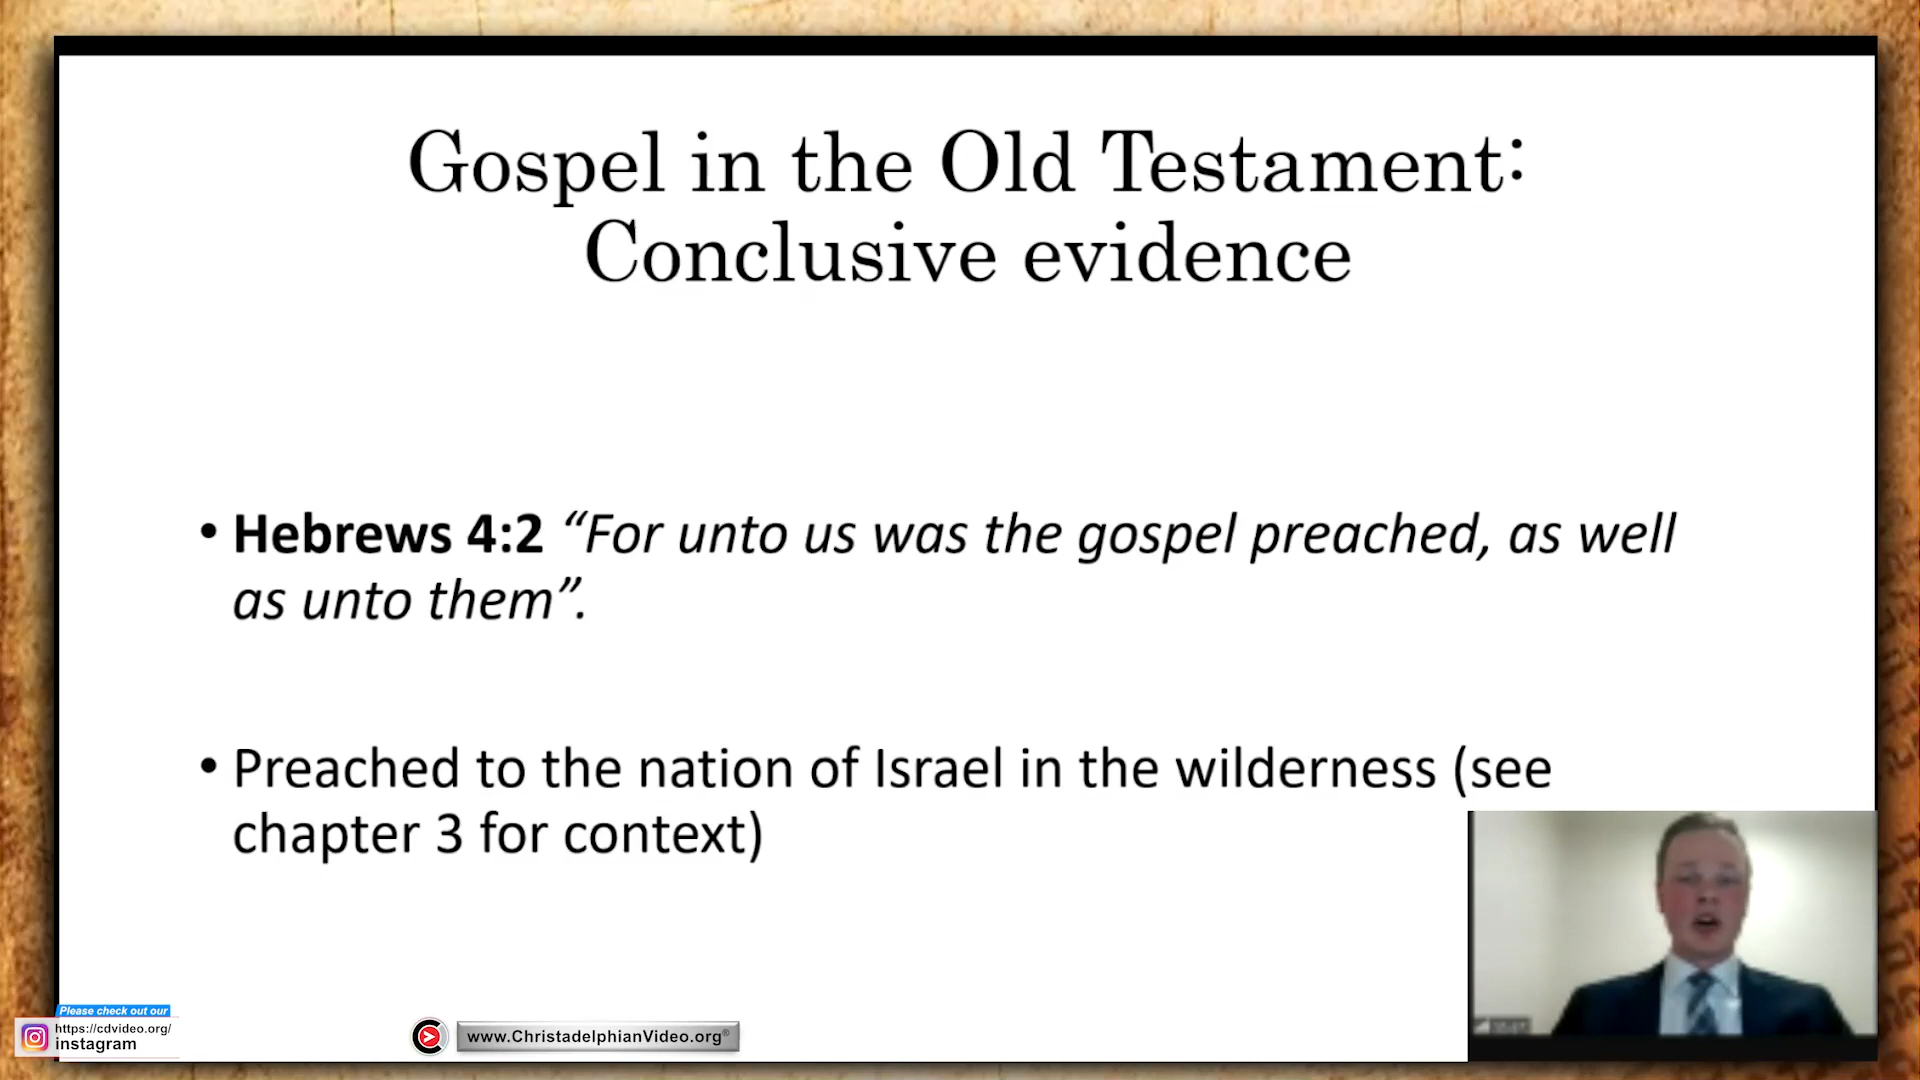 Gospel in the Old Testament:
Conclusive evidence
• Hebrews 4:2 “For unto us was the gospel preached, as well
as unto them”.
• Preached to the nation of Israel in the wilderness (see
chapter 3 for context)
Please check out our
https://cdvideo.org/
instagram
www.ChristadelphianVideo.org®